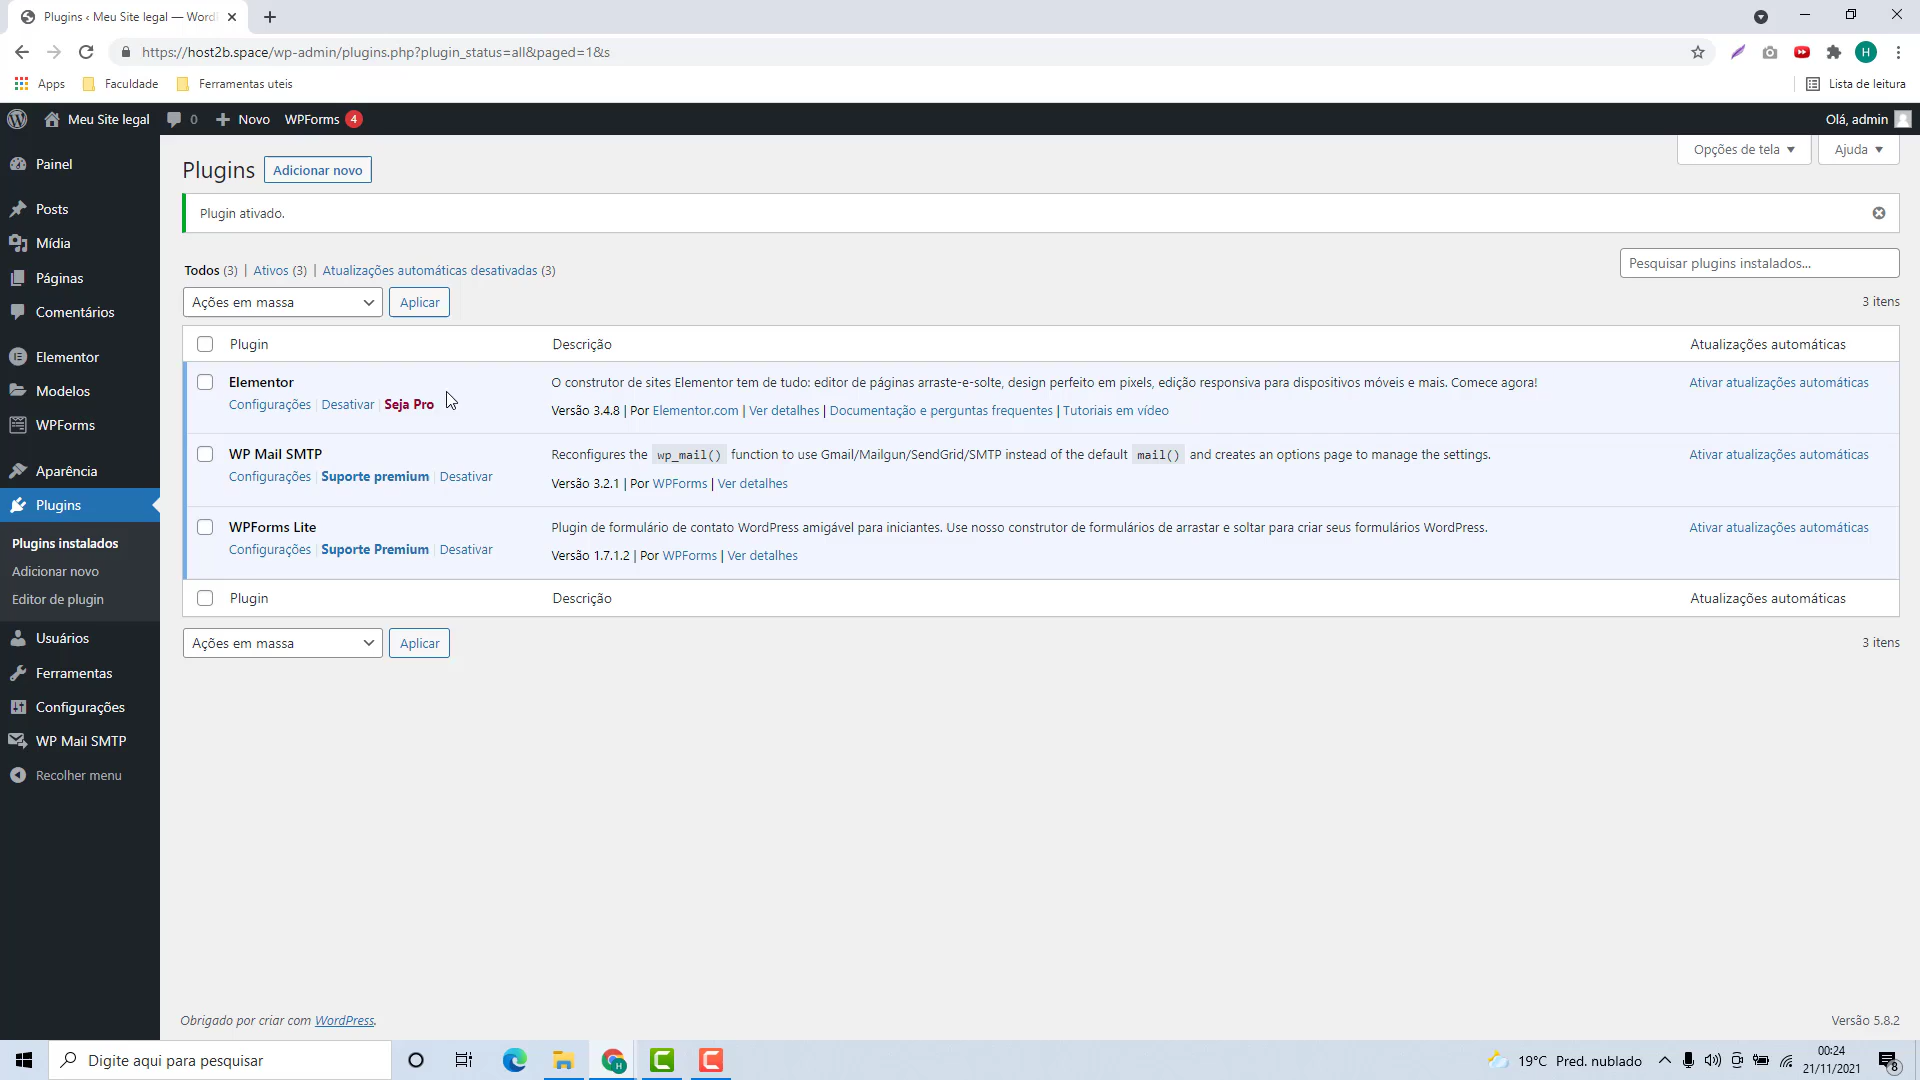 Plugins ‹ Meu Site legal — Word
https://host2b.space/wp-admin/plugins.php?plugin_status=all&paged=1&s
H
Apps
Faculdade
Ferramentas uteis
Lista de leitura
Meu Site legal
0
Novo
WPForms 4
Olá, admin
Painel
Posts
Mídia
Páginas
Comentários
Elementor
Modelos
WPForms
Aparência
Plugins
Plugins instalados
Adicionar novo
Editor de plugin
Usuários
Ferramentas
Configurações
WP Mail SMTP
Recolher menu
Opções de tela
Ajuda
Plugins
Adicionar novo
Plugin ativado.
Todos (3) | Ativos (3) | Atualizações automáticas desativadas (3)
Pesquisar plugins instalados...
Ações em massa
Aplicar
3 itens
Plugin
Descrição
Atualizações automáticas
Elementor
Configurações | Desativar | Seja Pro
O construtor de sites Elementor tem de tudo: editor de páginas arraste-e-solte, design perfeito em pixels, edição responsiva para dispositivos móveis e mais. Comece agora!
Versão 3.4.8 | Por Elementor.com | Ver detalhes | Documentação e perguntas frequentes | Tutoriais em vídeo
Ativar atualizações automáticas
WP Mail SMTP
Configurações | Suporte premium | Desativar
Reconfigures the wp_mail() function to use Gmail/Mailgun/SendGrid/SMTP instead of the default mail() and creates an options page to manage the settings.
Versão 3.2.1 | Por WPForms | Ver detalhes
Ativar atualizações automáticas
WPForms Lite
Configurações | Suporte Premium | Desativar
Plugin de formulário de contato WordPress amigável para iniciantes. Use nosso construtor de formulários de arrastar e soltar para criar seus formulários WordPress.
Versão 1.7.1.2 | Por WPForms | Ver detalhes
Ativar atualizações automáticas
Plugin
Descrição
Atualizações automáticas
Ações em massa
Aplicar
3 itens
Obrigado por criar com WordPress.
Versão 5.8.2
Digite aqui para pesquisar
19°C Pred. nublado
00:24
21/11/2021
8